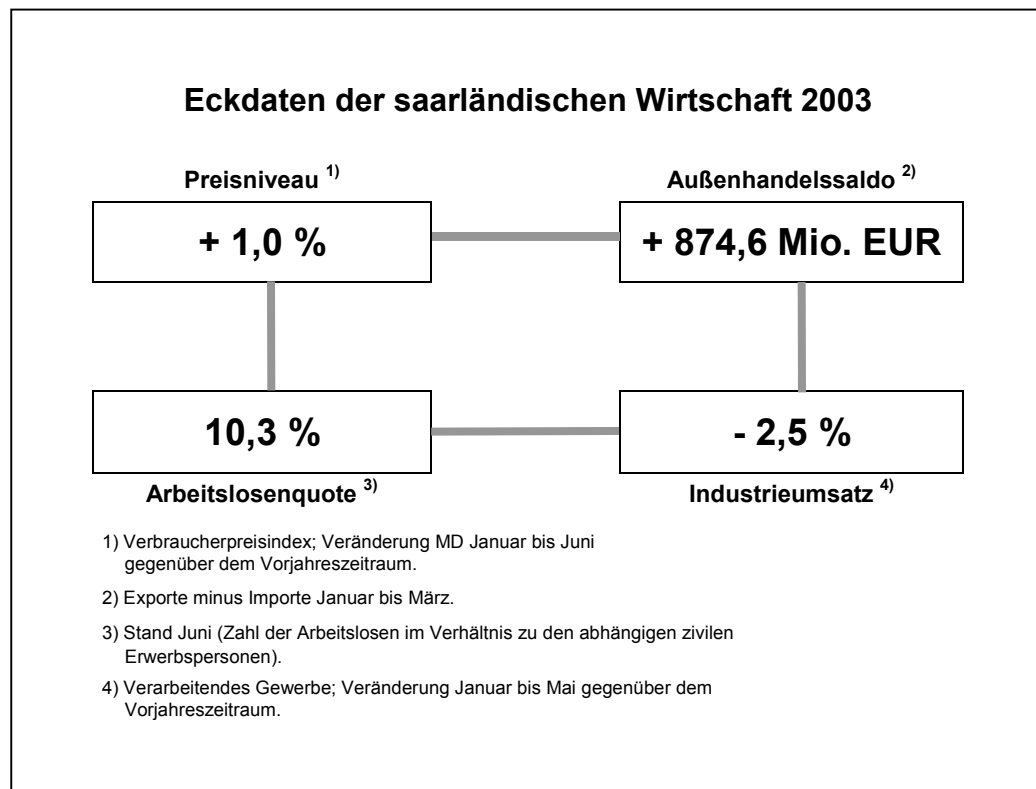 Eckdaten der saarländischen Wirtschaft 2003
Preisniveau 1)
Außenhandelssaldo 2)
+ 1,0 %
+ 874,6 Mio. EUR
10,3 %
- 2,5 %
Arbeitslosenquote 3)
Industrieumsatz 4)
1) Verbraucherpreisindex; Veränderung MD Januar bis Juni
gegenüber dem Vorjahreszeitraum.
2) Exporte minus Importe Januar bis März.
3) Stand Juni (Zahl der Arbeitslosen im Verhältnis zu den abhängigen zivilen
Erwerbspersonen).
4) Verarbeitendes Gewerbe; Veränderung Januar bis Mai gegenüber dem
Vorjahreszeitraum.